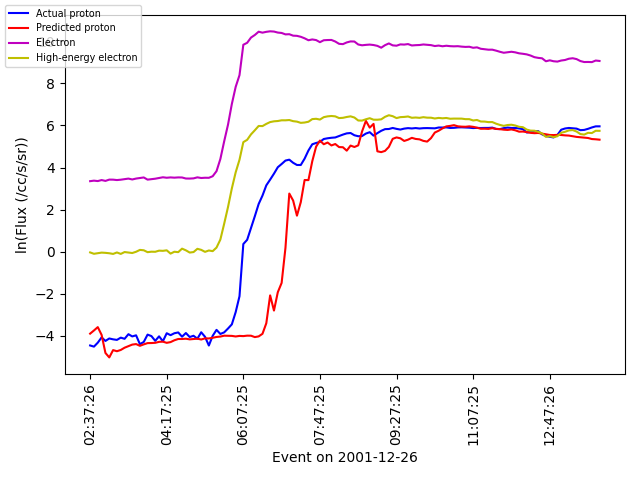 Actual proton
Predicted proton
Electron
High-energy electron
8
6
4
2
0
−2
−4
ln(Flux (/cc/s/sr))
02:37:26
04:17:25
06:07:25
07:47:25
09:27:25
11:07:25
12:47:26
Event on 2001-12-26